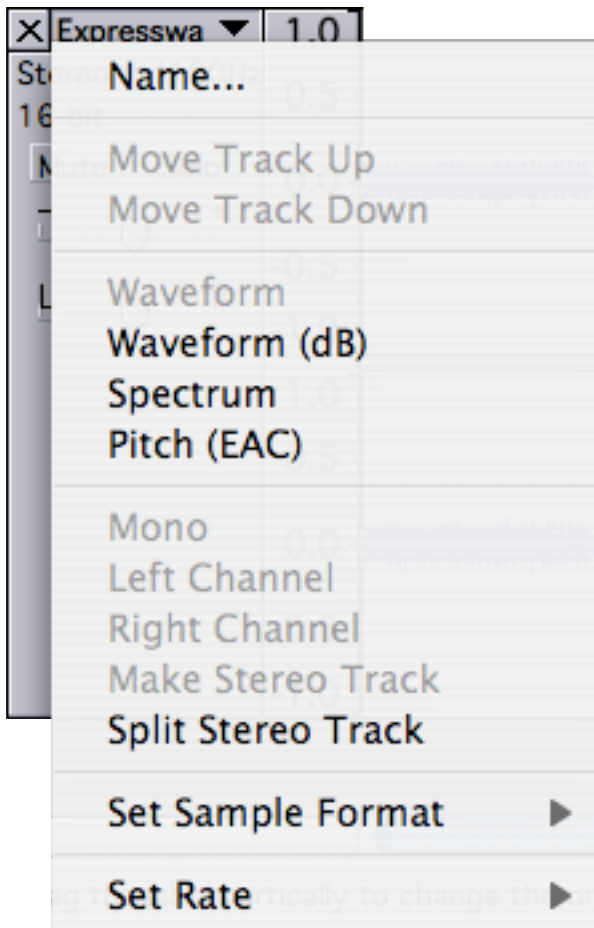 Expresswa 1.0
Name...
16
Move Track Up
Move Track Down
Waveform
Waveform (dB)
Spectrum
Pitch (EAC)
Mono
Left Channel
Right Channel
Make Stereo Track
Split Stereo Track
Set Sample Format
Set Rate